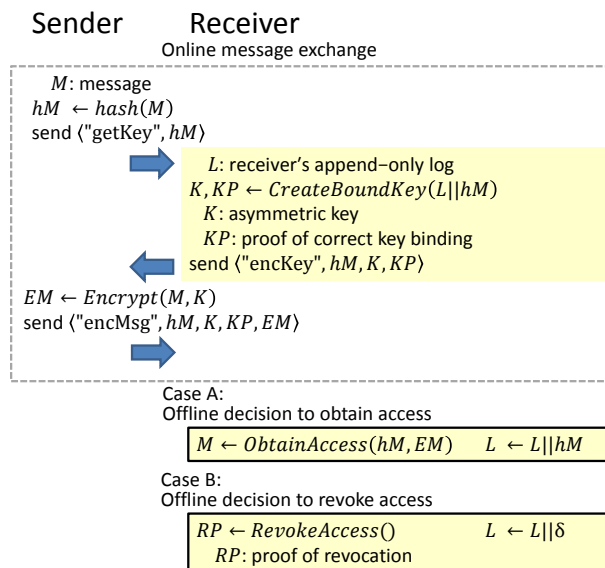 Sender Receiver
Online message exchange
M: message
hM ← hash(M)
send ⟨"getKey", hM⟩
L: receiver's append−only log
K, KP ← CreateBoundKey(L||hM)
K: asymmetric key
KP: proof of correct key binding
send ⟨"encKey", hM, K, KP⟩
EM ← Encrypt(M, K)
send ⟨"encMsg", hM, K, KP, EM⟩
Case A:
Offline decision to obtain access
M ← ObtainAccess(hM, EM) L ← L||hM
Case B:
Offline decision to revoke access
RP ← RevokeAccess() L ← L||δ
RP: proof of revocation